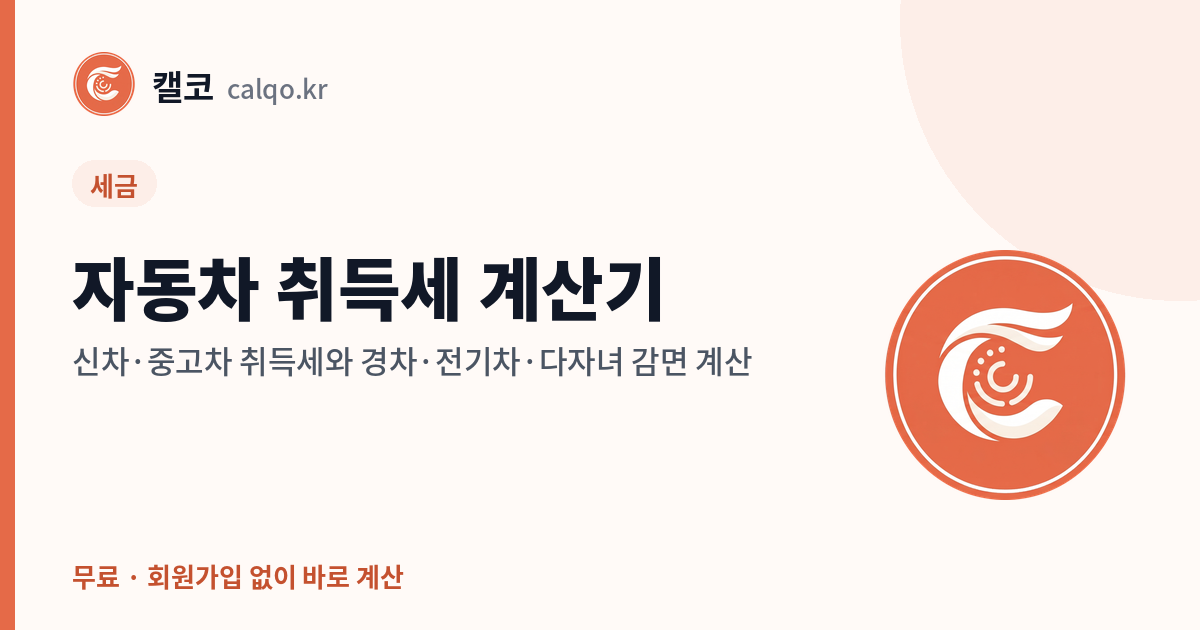 캘코 calqo.kr
세금
자동차 취득세 계산기
신차·중고차 취득세와 경차·전기차·다자녀 감면 계산
무료 · 회원가입 없이 바로 계산